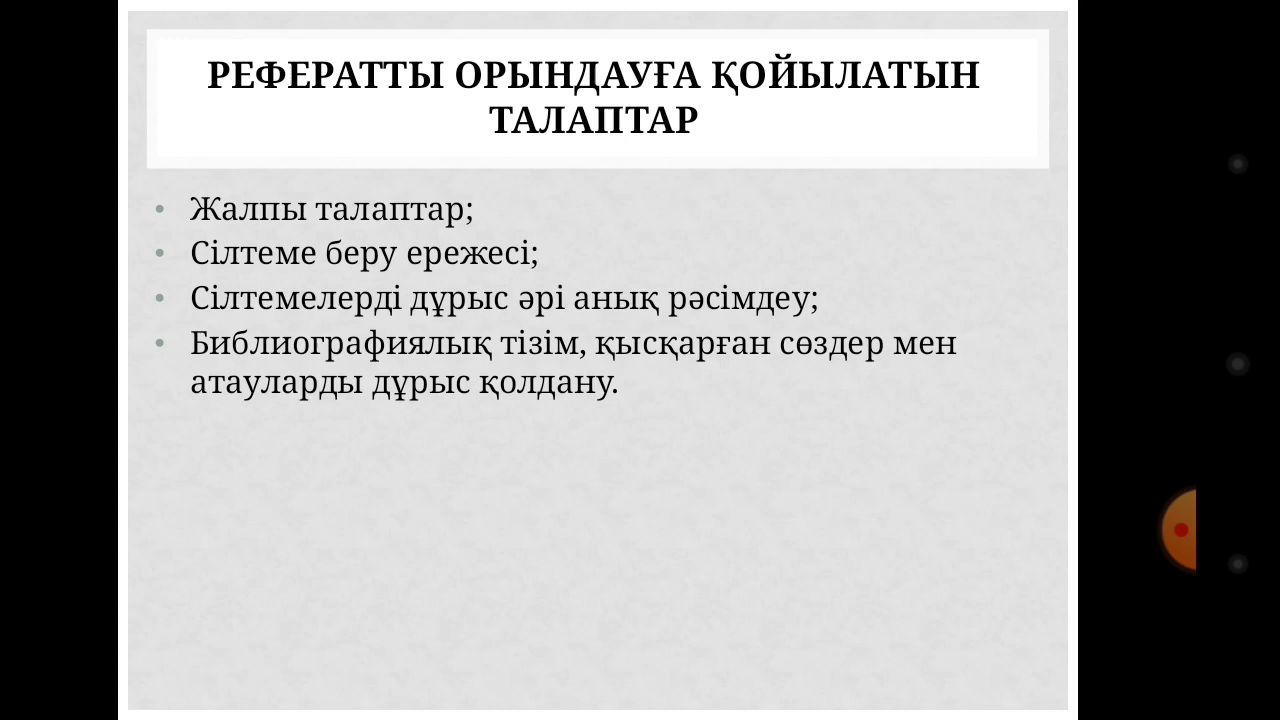 РЕФЕРАТТЫ ОРЫНДАУҒА ҚОЙЫЛАТЫН
ТАЛАПТАР
• Жалпы талаптар;
• Сілтеме беру ережесі;
• Сілтемелерді дұрыс әрі анық рәсімдеу;
• Библиографиялық тізім, қысқарған сөздер мен
атауларды дұрыс қолдану.